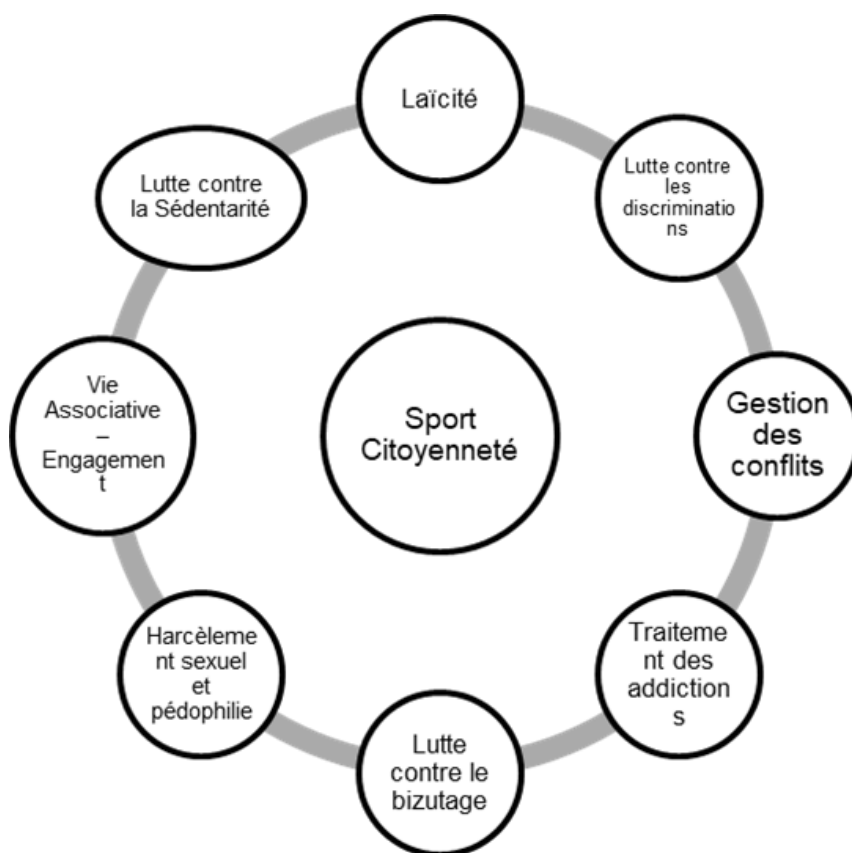 Laïcité
Lutte contre
les
discriminatio
ns
Gestion
des
conflits
Traiteme
nt des
addiction
s
Lutte
contre le
bizutage
Harcèleme
nt sexuel
et
pédophilie
Vie
Associative
–
Engagemen
t
Lutte contre
la Sédentarité
Sport
Citoyenneté